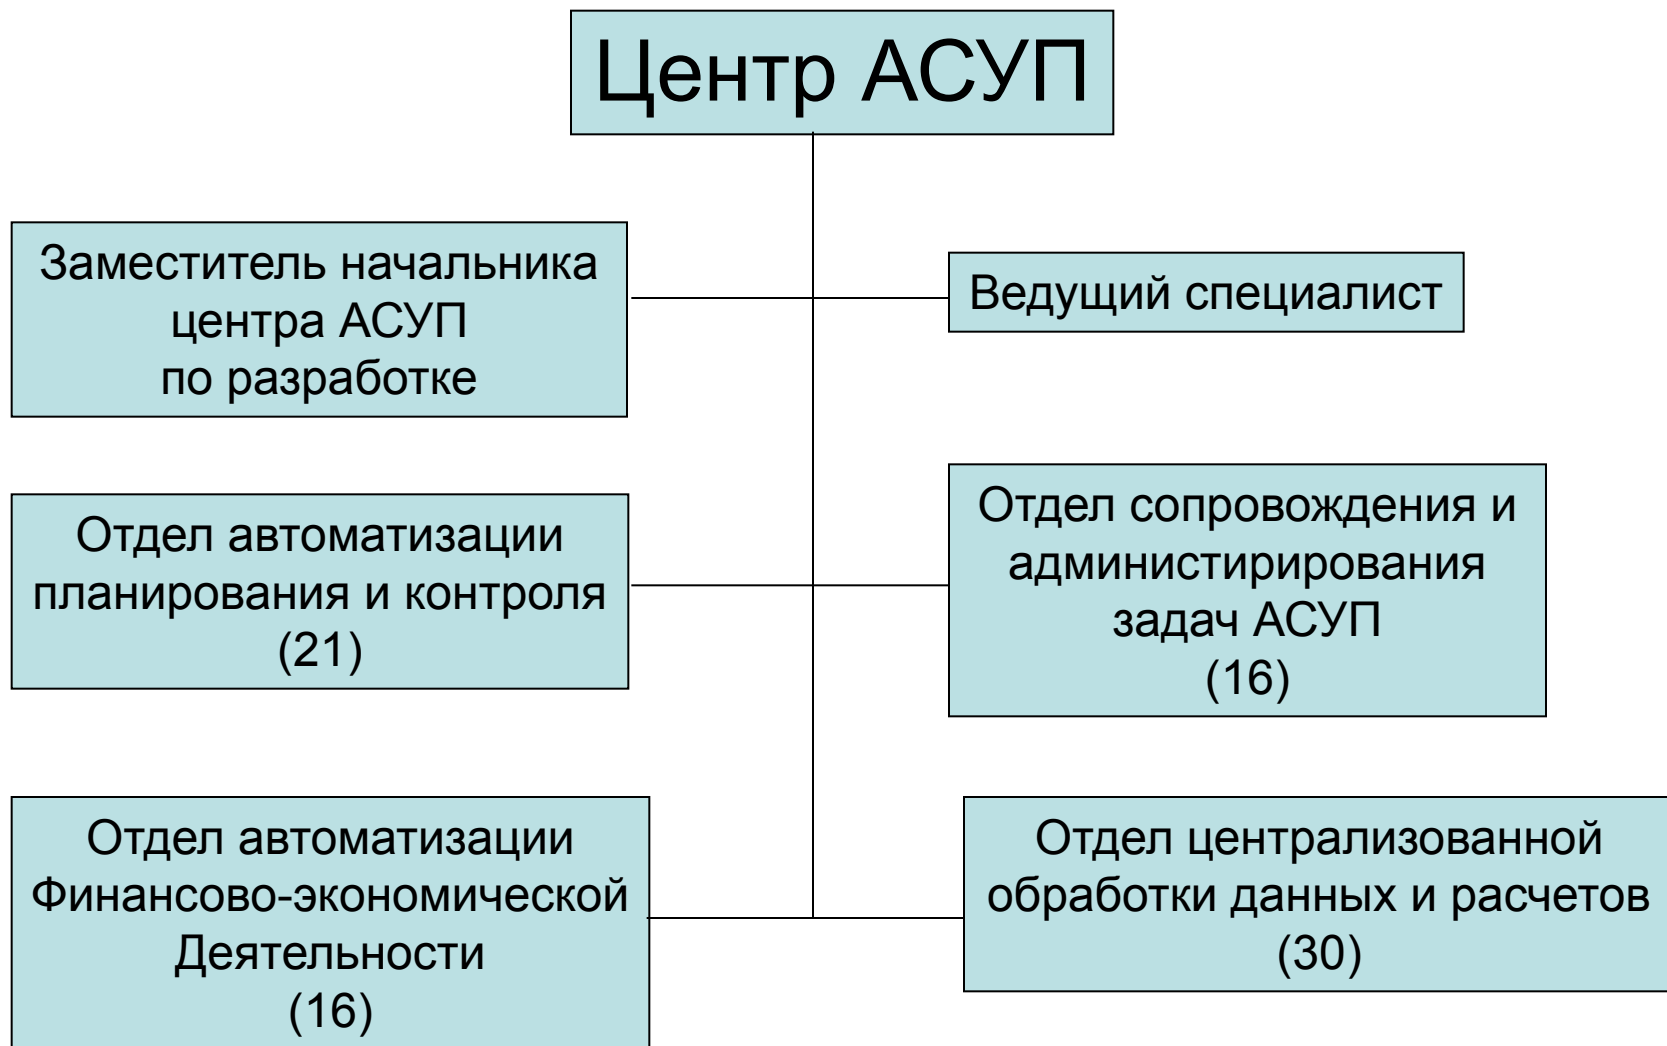 Центр АСУП
Заместитель начальника
центра АСУП
по разработке
Ведущий специалист
Отдел автоматизации
планирования и контроля
(21)
Отдел сопровождения и
администирирования
задач АСУП
(16)
Отдел автоматизации
Финансово-экономической
Деятельности
(16)
Отдел централизованной
обработки данных и расчетов
(30)